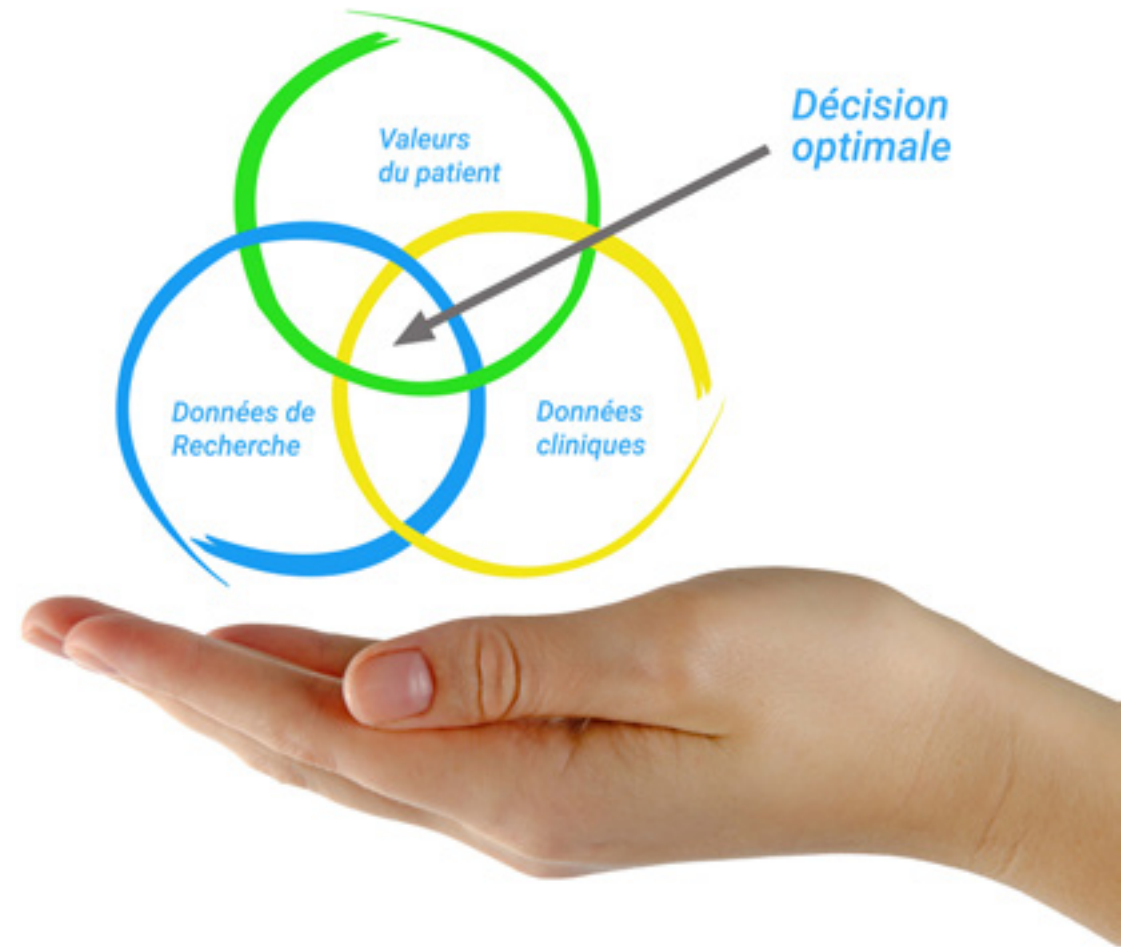 Valeurs
du patient
Décision
optimale
Données de
Recherche
Données
cliniques